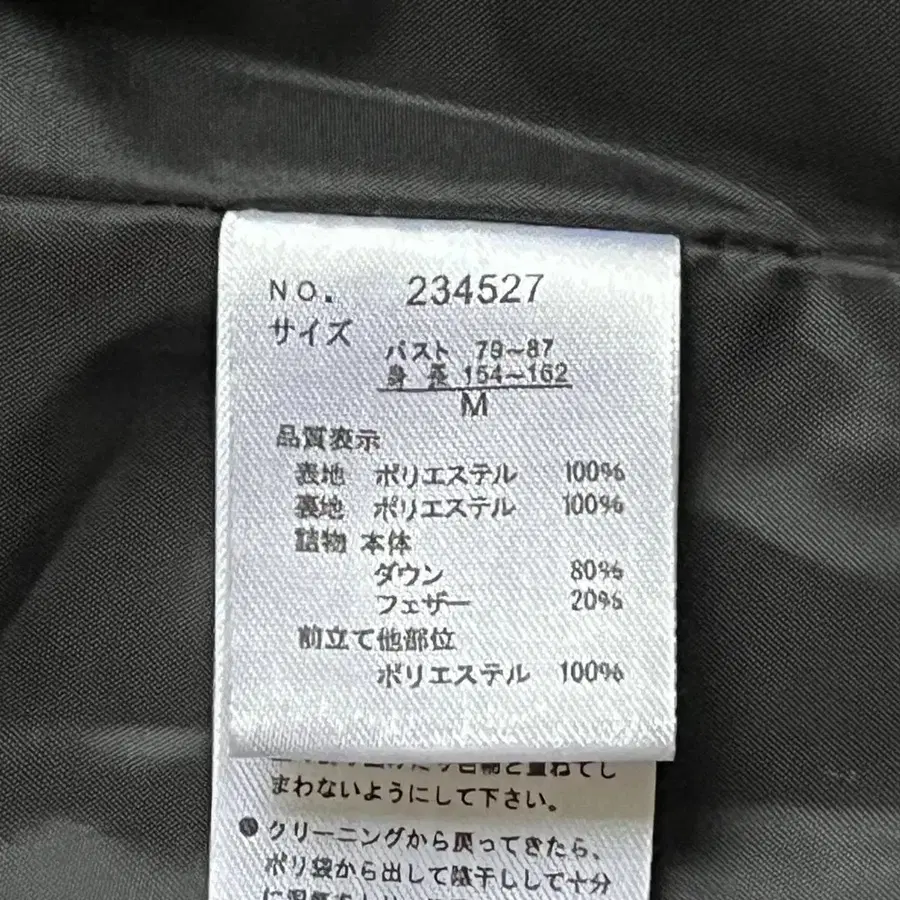 NO. 234527
サイズ
バスト 79~87
身長 154~162
M
品質表示
表地 ポリエステル 100%
裏地 ポリエステル 100%
詰物 本体
ダウン 80%
フェザー 20%
前立て他部位
ポリエステル 100%
重ねてし
まわないようにして下さい。
●クリーニングから戻ってきたら、
ポリ袋から出して陰干しして十分